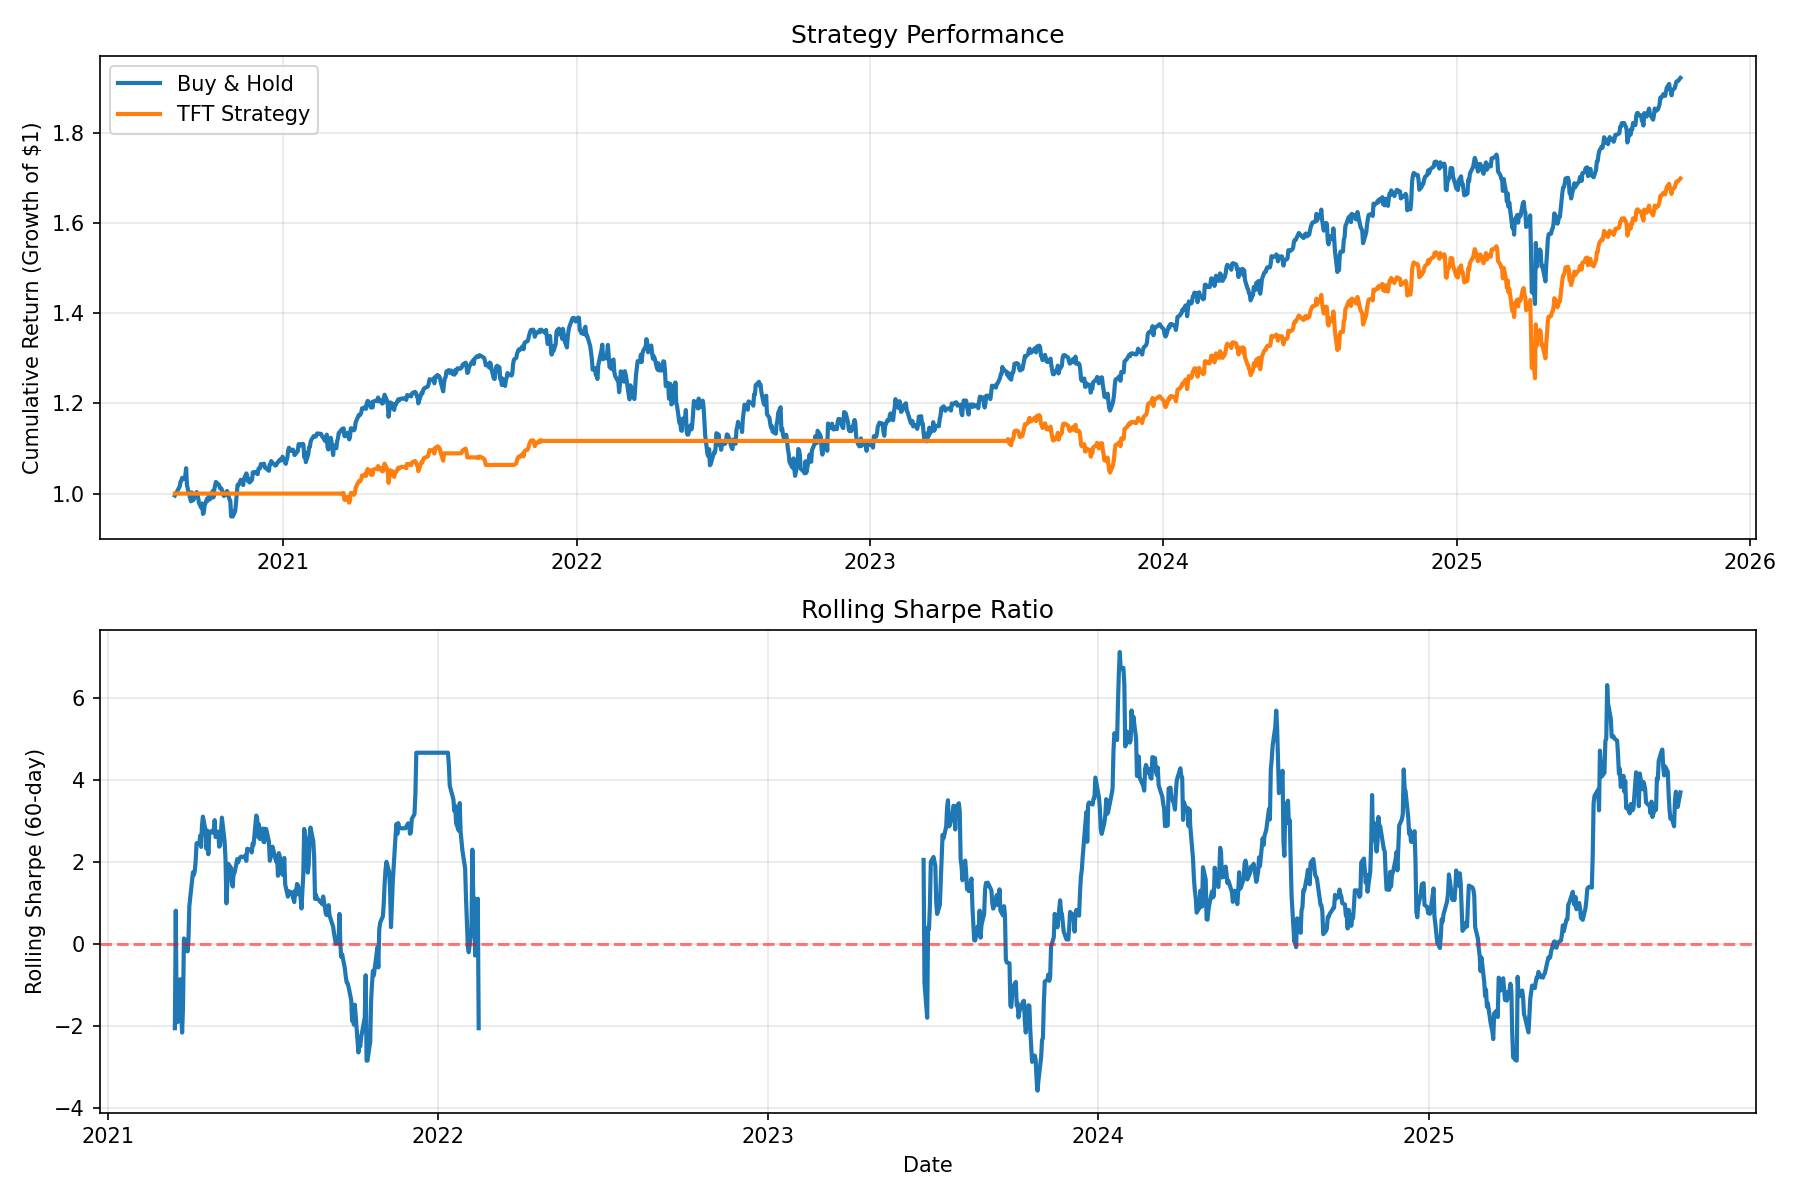 Strategy Performance
Cumulative Return (Growth of $1)
Buy & Hold
TFT Strategy
1.8
1.6
1.4
1.2
1.0
2021 2022 2023 2024 2025 2026
Rolling Sharpe Ratio
Rolling Sharpe (60-day)
6
4
2
0
−2
−4
2021 2022 2023 2024 2025
Date